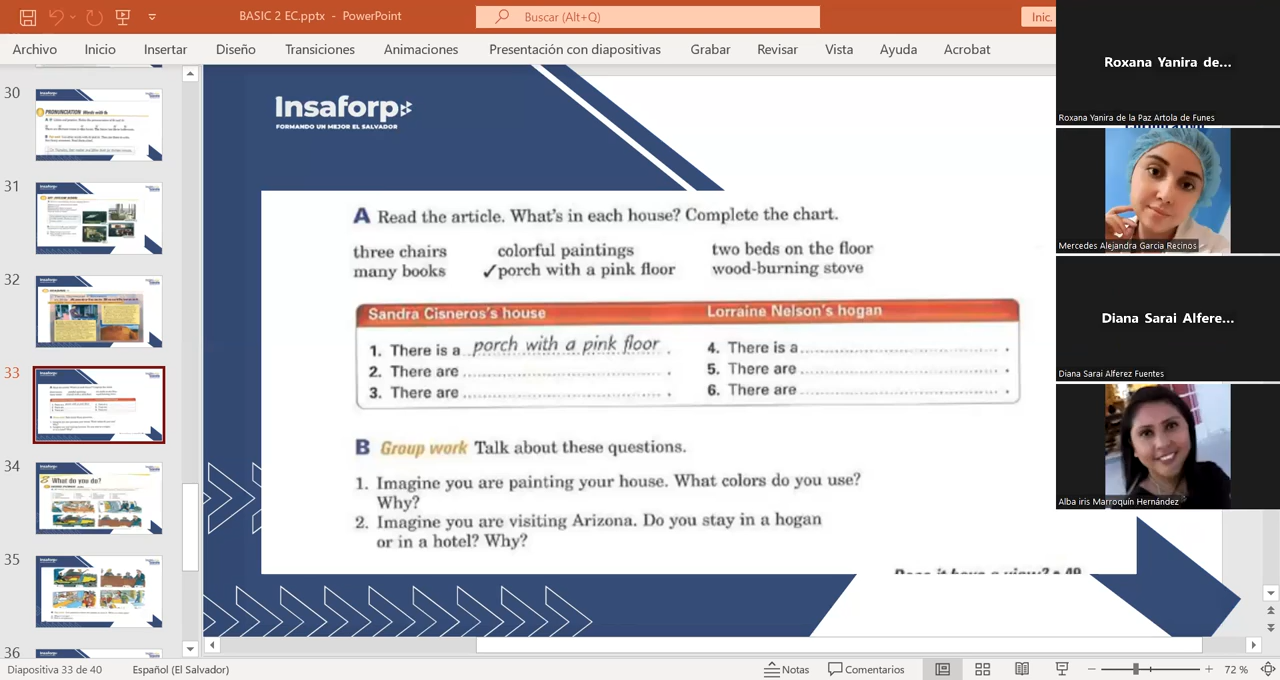 BASIC 2 EC.pptx - PowerPoint
Buscar (Alt+Q)
Inic.
Archivo Inicio Insertar Diseño Transiciones Animaciones Presentación con diapositivas Grabar Revisar Vista Ayuda Acrobat
30
31
32
33
34
35
36
PRONUNCIATION
What do you do?
Insaforp
FORMANDO UN MEJOR EL SALVADOR
A Read the article. What's in each house? Complete the chart.
three chairs colorful paintings two beds on the floor
many books ✓porch with a pink floor wood-burning stove
Sandra Cisneros's house Lorraine Nelson's hogan
1. There is a porch with a pink floor . 4. There is a .
2. There are . 5. There are .
3. There are . 6. There are .
B Group work Talk about these questions.
1. Imagine you are painting your house. What colors do you use?
Why?
2. Imagine you are visiting Arizona. Do you stay in a hogan
or in a hotel? Why?
Roxana Yanira de...
Roxana Yanira de la Paz Artola de Funes
Mercedes Alejandra Garcia Recinos
Diana Sarai Alfere...
Diana Sarai Alferez Fuentes
Alba iris Marroquín Hernández
Diapositiva 33 de 40 Español (El Salvador) Notas Comentarios 72 %